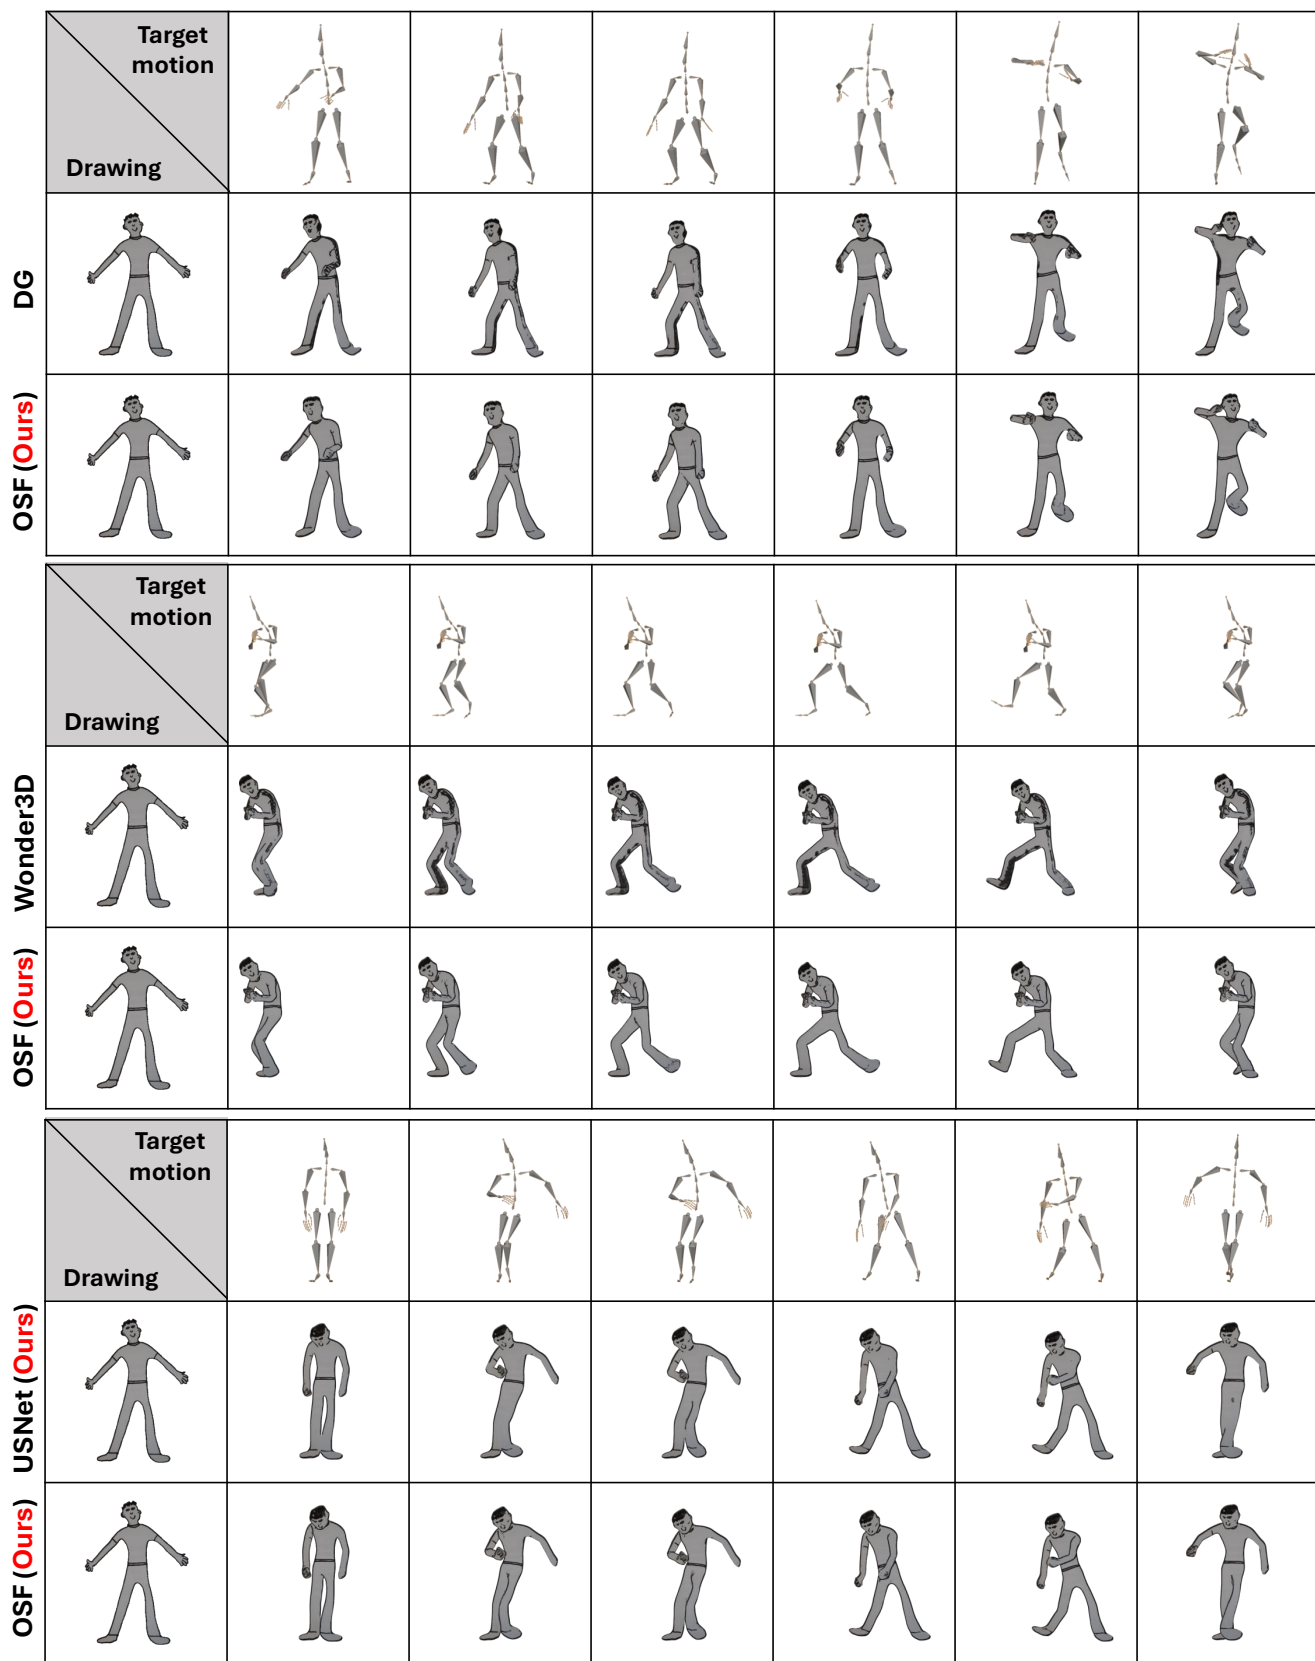 Target
motion
Drawing
DG
OSF (Ours)
Target
motion
Drawing
Wonder3D
OSF (Ours)
Target
motion
Drawing
USNet (Ours)
OSF (Ours)